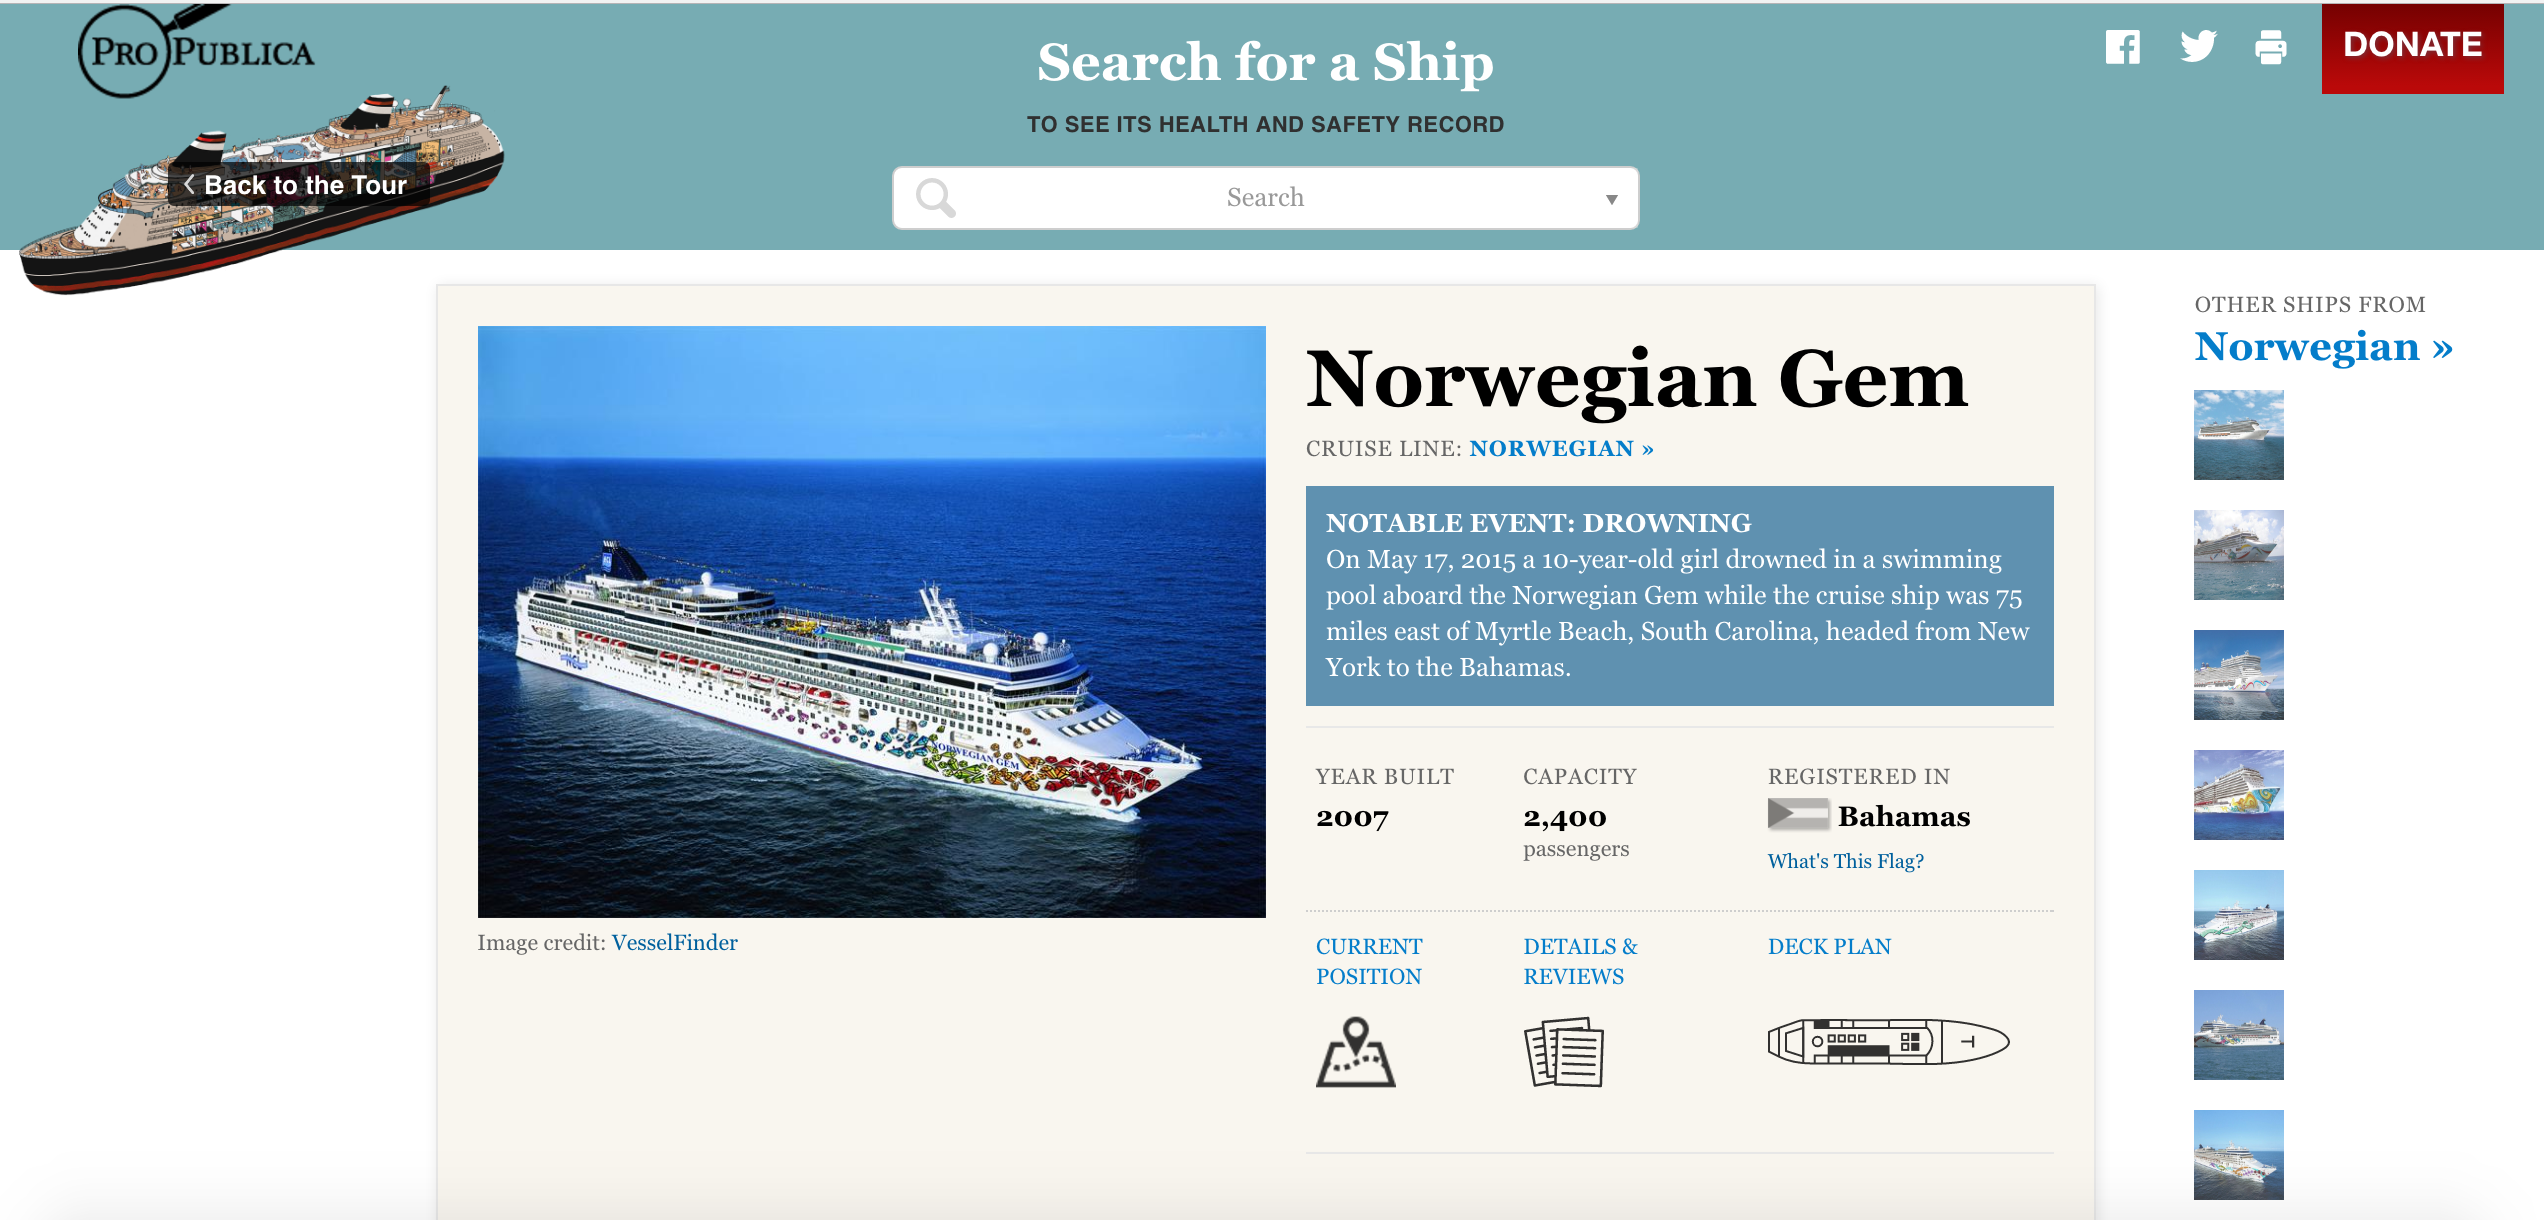 PROPUBLICA
Search for a Ship
TO SEE ITS HEALTH AND SAFETY RECORD
DONATE
Back to the Tour
Search
OTHER SHIPS FROM
Norwegian »
Norwegian Gem
CRUISE LINE: NORWEGIAN »
NOTABLE EVENT: DROWNING
On May 17, 2015 a 10-year-old girl drowned in a swimming
pool aboard the Norwegian Gem while the cruise ship was 75
miles east of Myrtle Beach, South Carolina, headed from New
York to the Bahamas.
NORWEGIAN GEM
YEAR BUILT
2007
CAPACITY
2,400
passengers
REGISTERED IN
Bahamas
What's This Flag?
Image credit: VesselFinder
CURRENT
POSITION
DETAILS &
REVIEWS
DECK PLAN